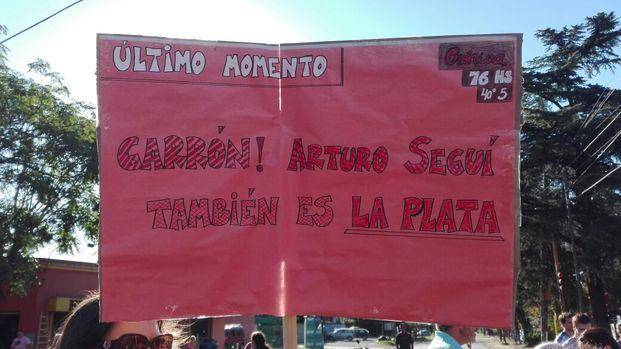 ÚLTIMO MOMENTO
Crónica
76 HS
40° 5
GARRÓN! ARTURO SEGUÍ
TAMBIÉN ES LA PLATA